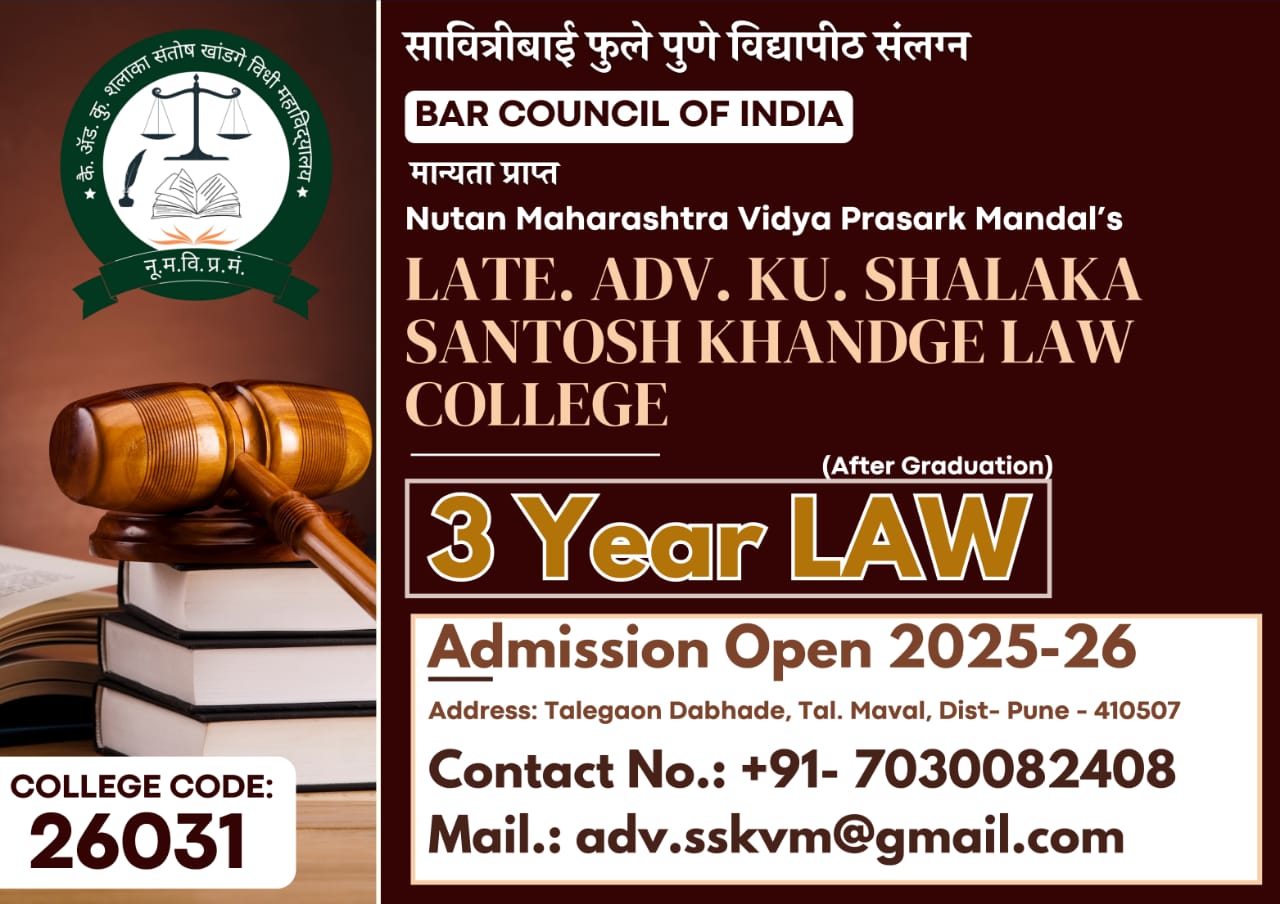 कै. ॲड. कु. शलाका संतोष खांडगे विधी महाविद्यालय
नू.म.वि.प्र.मं.
सावित्रीबाई फुले पुणे विद्यापीठ संलग्न
BAR COUNCIL OF INDIA
मान्यता प्राप्त
Nutan Maharashtra Vidya Prasark Mandal’s
LATE. ADV. KU. SHALAKA
SANTOSH KHANDGE LAW
COLLEGE
(After Graduation)
3 Year LAW
Admission Open 2025-26
Address: Talegaon Dabhade, Tal. Maval, Dist- Pune - 410507
Contact No.: +91- 7030082408
Mail.: adv.sskvm@gmail.com
COLLEGE CODE:
26031